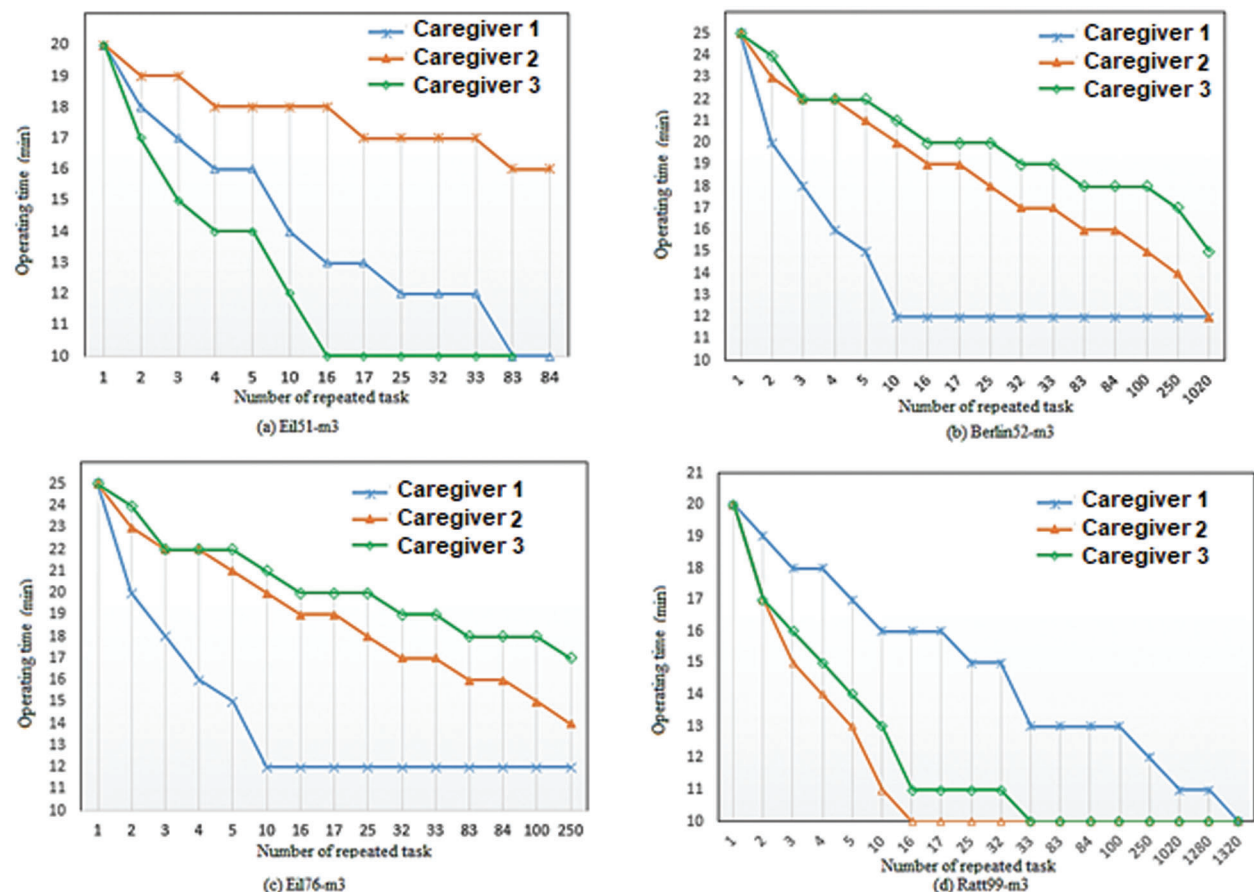 Caregiver 1
Caregiver 2
Caregiver 3
20
19
18
17
16
15
14
13
12
11
10
Operating time (min)
1 2 3 4 5 10 16 17 25 32 33 83 84
Number of repeated task
(a) Eil51-m3
Caregiver 1
Caregiver 2
Caregiver 3
25
24
23
22
21
20
19
18
17
16
15
14
13
12
11
10
Operating time (min)
1 2 3 4 5 10 16 17 25 32 33 83 84 100 250 1020
Number of repeated task
(b) Berlin52-m3
Caregiver 1
Caregiver 2
Caregiver 3
25
24
23
22
21
20
19
18
17
16
15
14
13
12
11
10
Operating time (min)
1 2 3 4 5 10 16 17 25 32 33 83 84 100 250
Number of repeated task
(c) Eil76-m3
Caregiver 1
Caregiver 2
Caregiver 3
21
20
19
18
17
16
15
14
13
12
11
10
Operating time (min)
1 2 3 4 5 10 16 17 25 32 33 83 84 100 250 1020 1280 1320
Number of repeated task
(d) Ratt99-m3